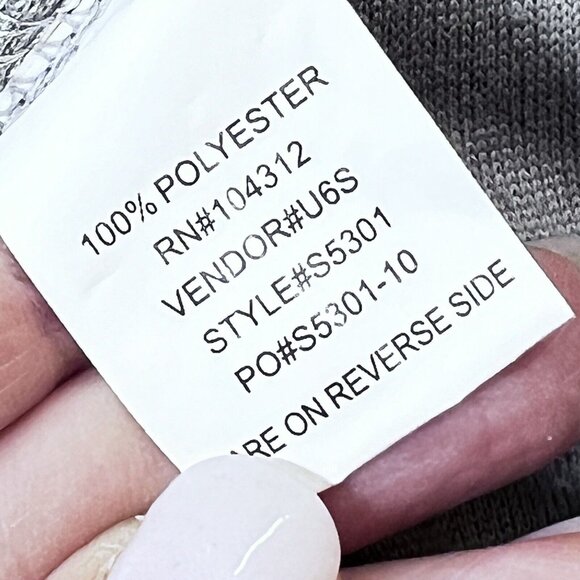 100% POLYESTER
RN#104312
VENDOR#U6S
STYLE#S5301
PO#S5301-10
ARE ON REVERSE SIDE